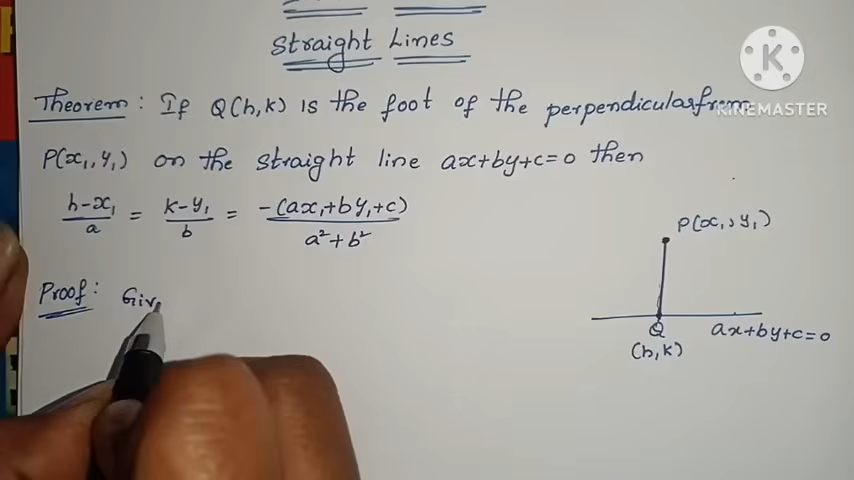 Straight Lines
Theorem : If Q(h,k) is the foot of the perpendicular from
P(x₁, y₁) on the straight line ax+by+c=0 then
h-x₁/a = k-y₁/b = -(ax₁+by₁+c)/a²+b²
Proof: Giv
P(x₁, y₁)
Q
(h,k)
ax+by+c=0
K
KINEMASTER